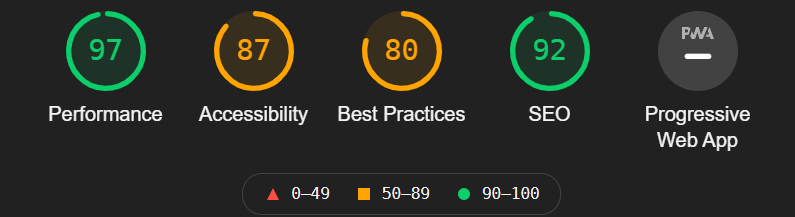 97 87 80 92 PWA
Performance Accessibility Best Practices SEO Progressive
Web App
0–49 50–89 90–100